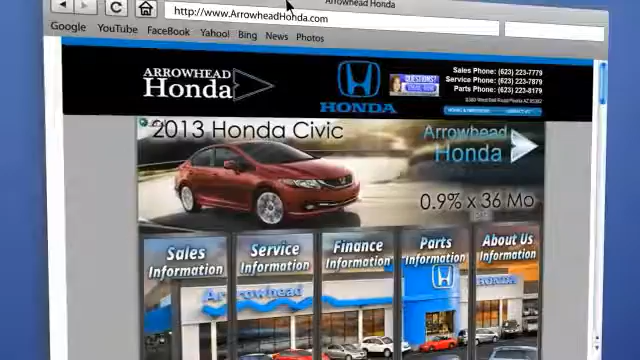 Arrowhead Honda
http://www.ArrowheadHonda.com
Google YouTube FaceBook Yahoo! Bing News Photos
ARROWHEAD
Honda
HONDA
QUESTIONS?
Sales Phone: (623) 223-7779
Service Phone: (623) 223-7879
Parts Phone: (623) 223-8179
2013 Honda Civic
Arrowhead
Honda
0.9% x 36 Mo
Sales
Information
Service
Information
Finance
Information
Parts
Information
About Us
Information
Arrowhead
HONDA